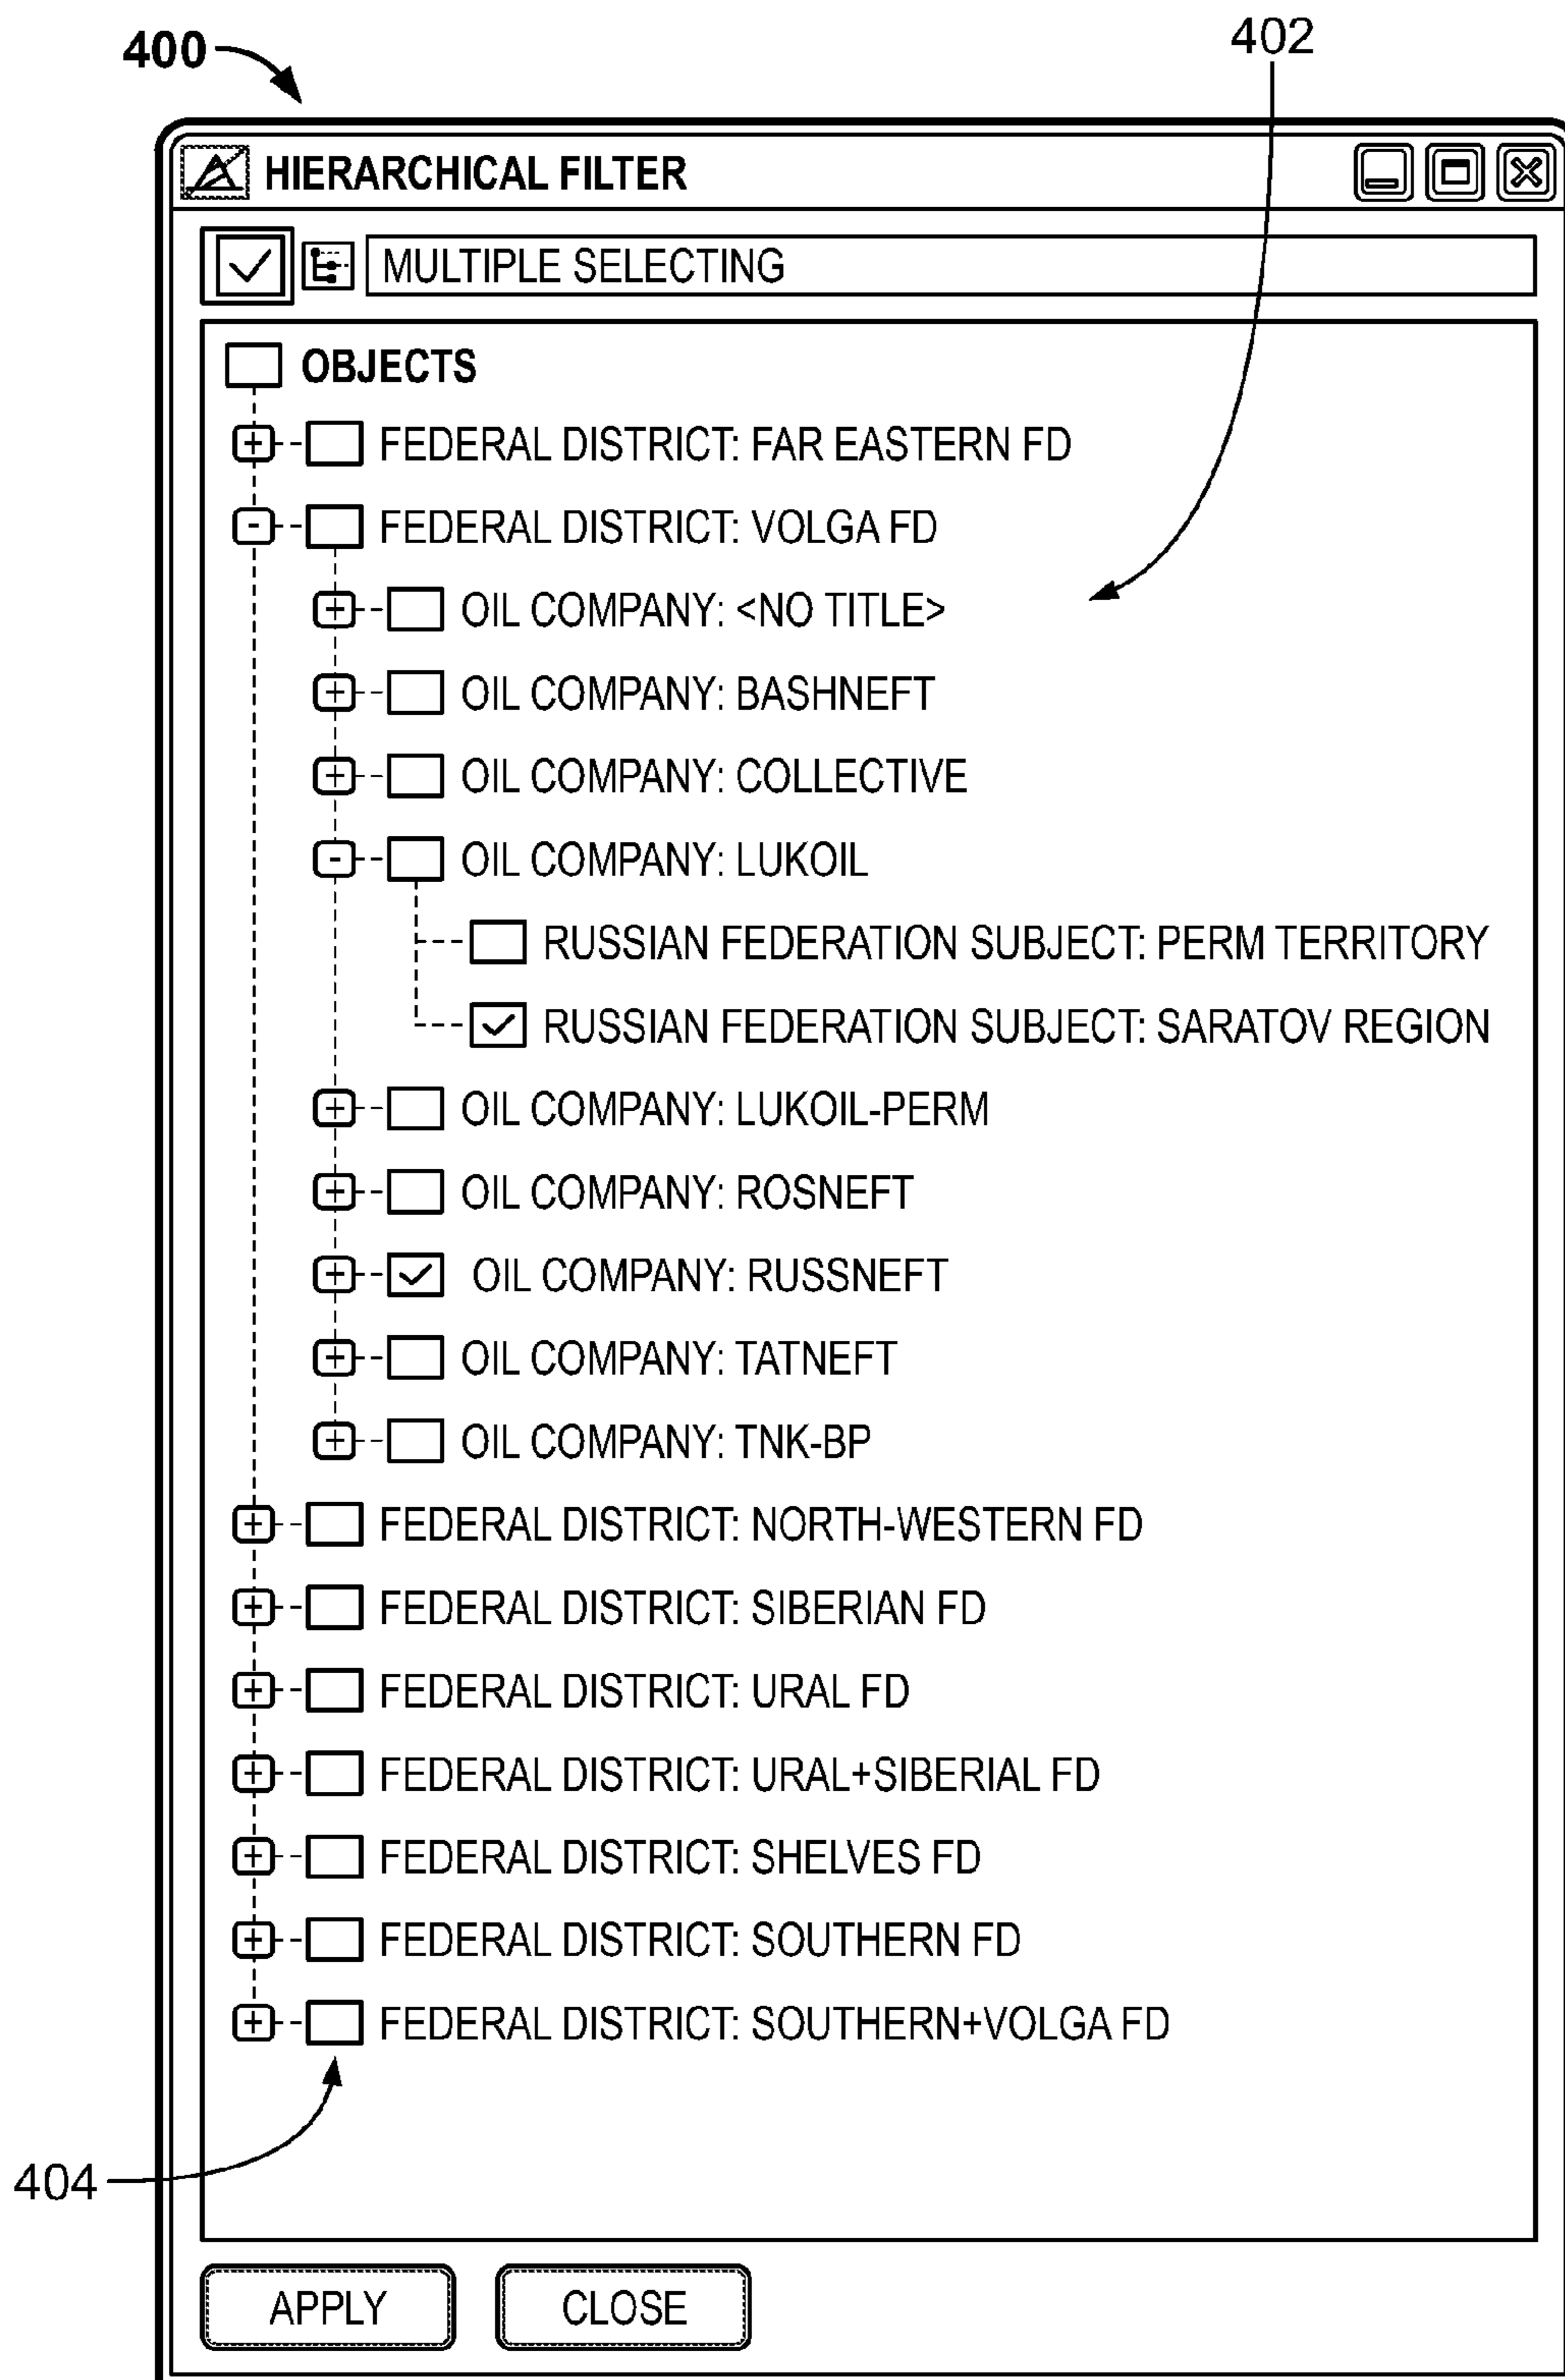 400
402
HIERARCHICAL FILTER
MULTIPLE SELECTING
OBJECTS
FEDERAL DISTRICT: FAR EASTERN FD
FEDERAL DISTRICT: VOLGA FD
OIL COMPANY: <NO TITLE>
OIL COMPANY: BASHNEFT
OIL COMPANY: COLLECTIVE
OIL COMPANY: LUKOIL
RUSSIAN FEDERATION SUBJECT: PERM TERRITORY
RUSSIAN FEDERATION SUBJECT: SARATOV REGION
OIL COMPANY: LUKOIL-PERM
OIL COMPANY: ROSNEFT
OIL COMPANY: RUSSNEFT
OIL COMPANY: TATNEFT
OIL COMPANY: TNK-BP
FEDERAL DISTRICT: NORTH-WESTERN FD
FEDERAL DISTRICT: SIBERIAN FD
FEDERAL DISTRICT: URAL FD
FEDERAL DISTRICT: URAL+SIBERIAL FD
FEDERAL DISTRICT: SHELVES FD
FEDERAL DISTRICT: SOUTHERN FD
FEDERAL DISTRICT: SOUTHERN+VOLGA FD
404
APPLY
CLOSE